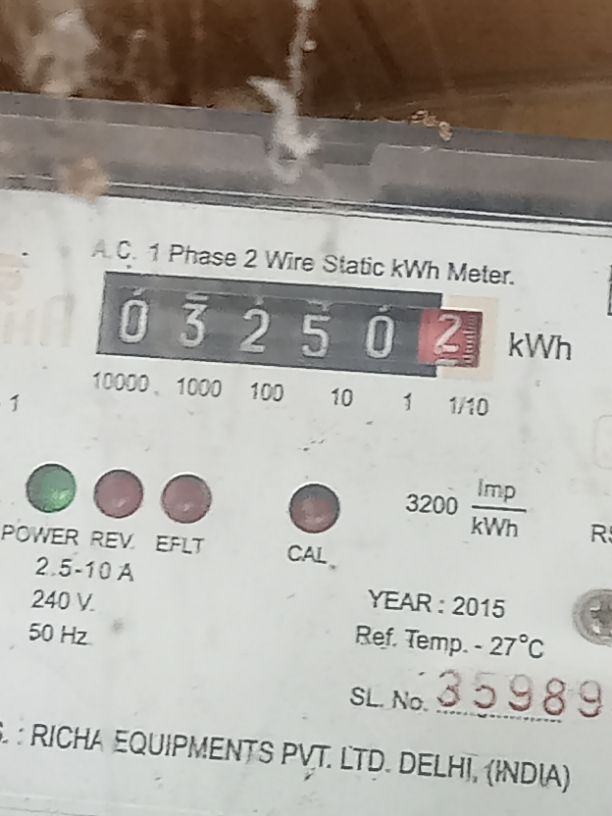 A.C. 1 Phase 2 Wire Static kWh Meter.
0 3 2 5 0 2 kWh
10000 1000 100 10 1 1/10
1
3200 Imp/kWh
POWER REV. EFLT CAL.
2.5-10 A
240 V.
50 Hz
YEAR : 2015
Ref. Temp. - 27°C
SL. No. 35989
: RICHA EQUIPMENTS PVT. LTD. DELHI, (INDIA)